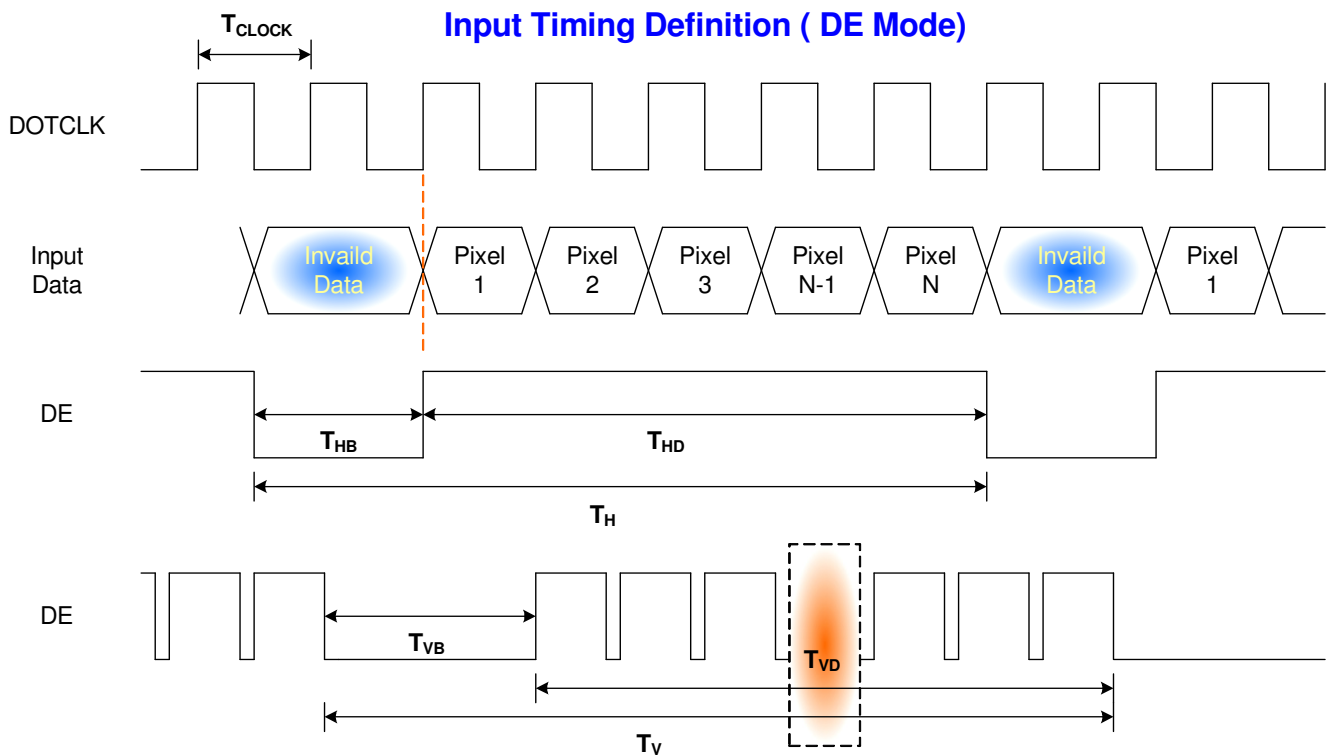 Input Timing Definition ( DE Mode)
TCLOCK
DOTCLK
Input
Data
Invaild
Data
Pixel
1
Pixel
2
Pixel
3
Pixel
N-1
Pixel
N
Invaild
Data
Pixel
1
DE
THB
THD
TH
DE
TVB
TVD
TV